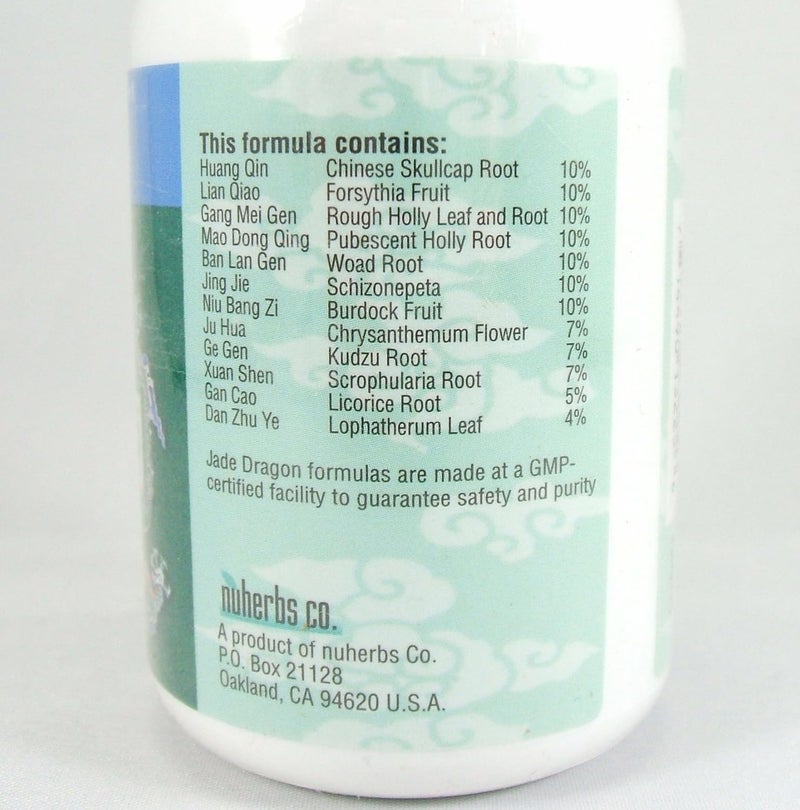 This formula contains:
Huang Qin Chinese Skullcap Root 10%
Lian Qiao Forsythia Fruit 10%
Gang Mei Gen Rough Holly Leaf and Root 10%
Mao Dong Qing Pubescent Holly Root 10%
Ban Lan Gen Woad Root 10%
Jing Jie Schizonepeta 10%
Niu Bang Zi Burdock Fruit 10%
Ju Hua Chrysanthemum Flower 7%
Ge Gen Kudzu Root 7%
Xuan Shen Scrophularia Root 7%
Gan Cao Licorice Root 5%
Dan Zhu Ye Lophatherum Leaf 4%
Jade Dragon formulas are made at a GMP-
certified facility to guarantee safety and purity
nuherbs co.
A product of nuherbs Co.
P.O. Box 21128
Oakland, CA 94620 U.S.A.